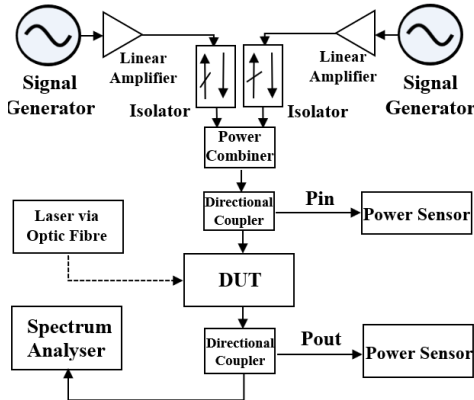 Signal
Generator
Linear
Amplifier
Isolator
Isolator
Linear
Amplifier
Signal
Generator
Power
Combiner
Directional
Coupler
Pin
Power Sensor
Laser via
Optic Fibre
DUT
Spectrum
Analyser
Directional
Coupler
Pout
Power Sensor